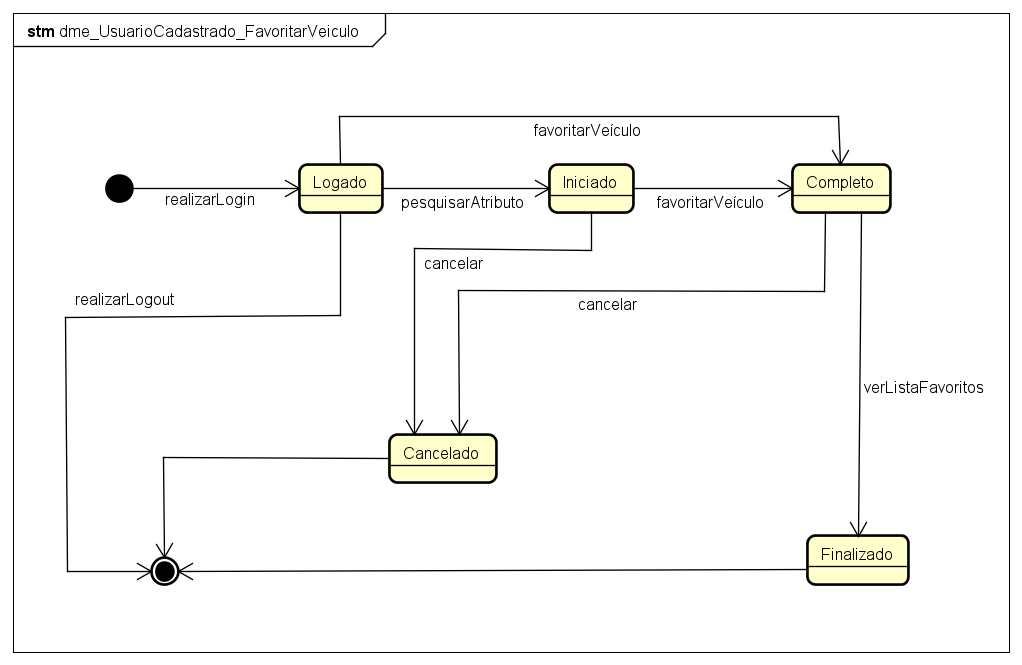 stm dme_UsuarioCadastrado_FavoritarVeiculo
favoritarVeículo
Logado
Iniciado
Completo
realizarLogin
pesquisarAtributo
favoritarVeículo
cancelar
realizarLogout
cancelar
verListaFavoritos
Cancelado
Finalizado